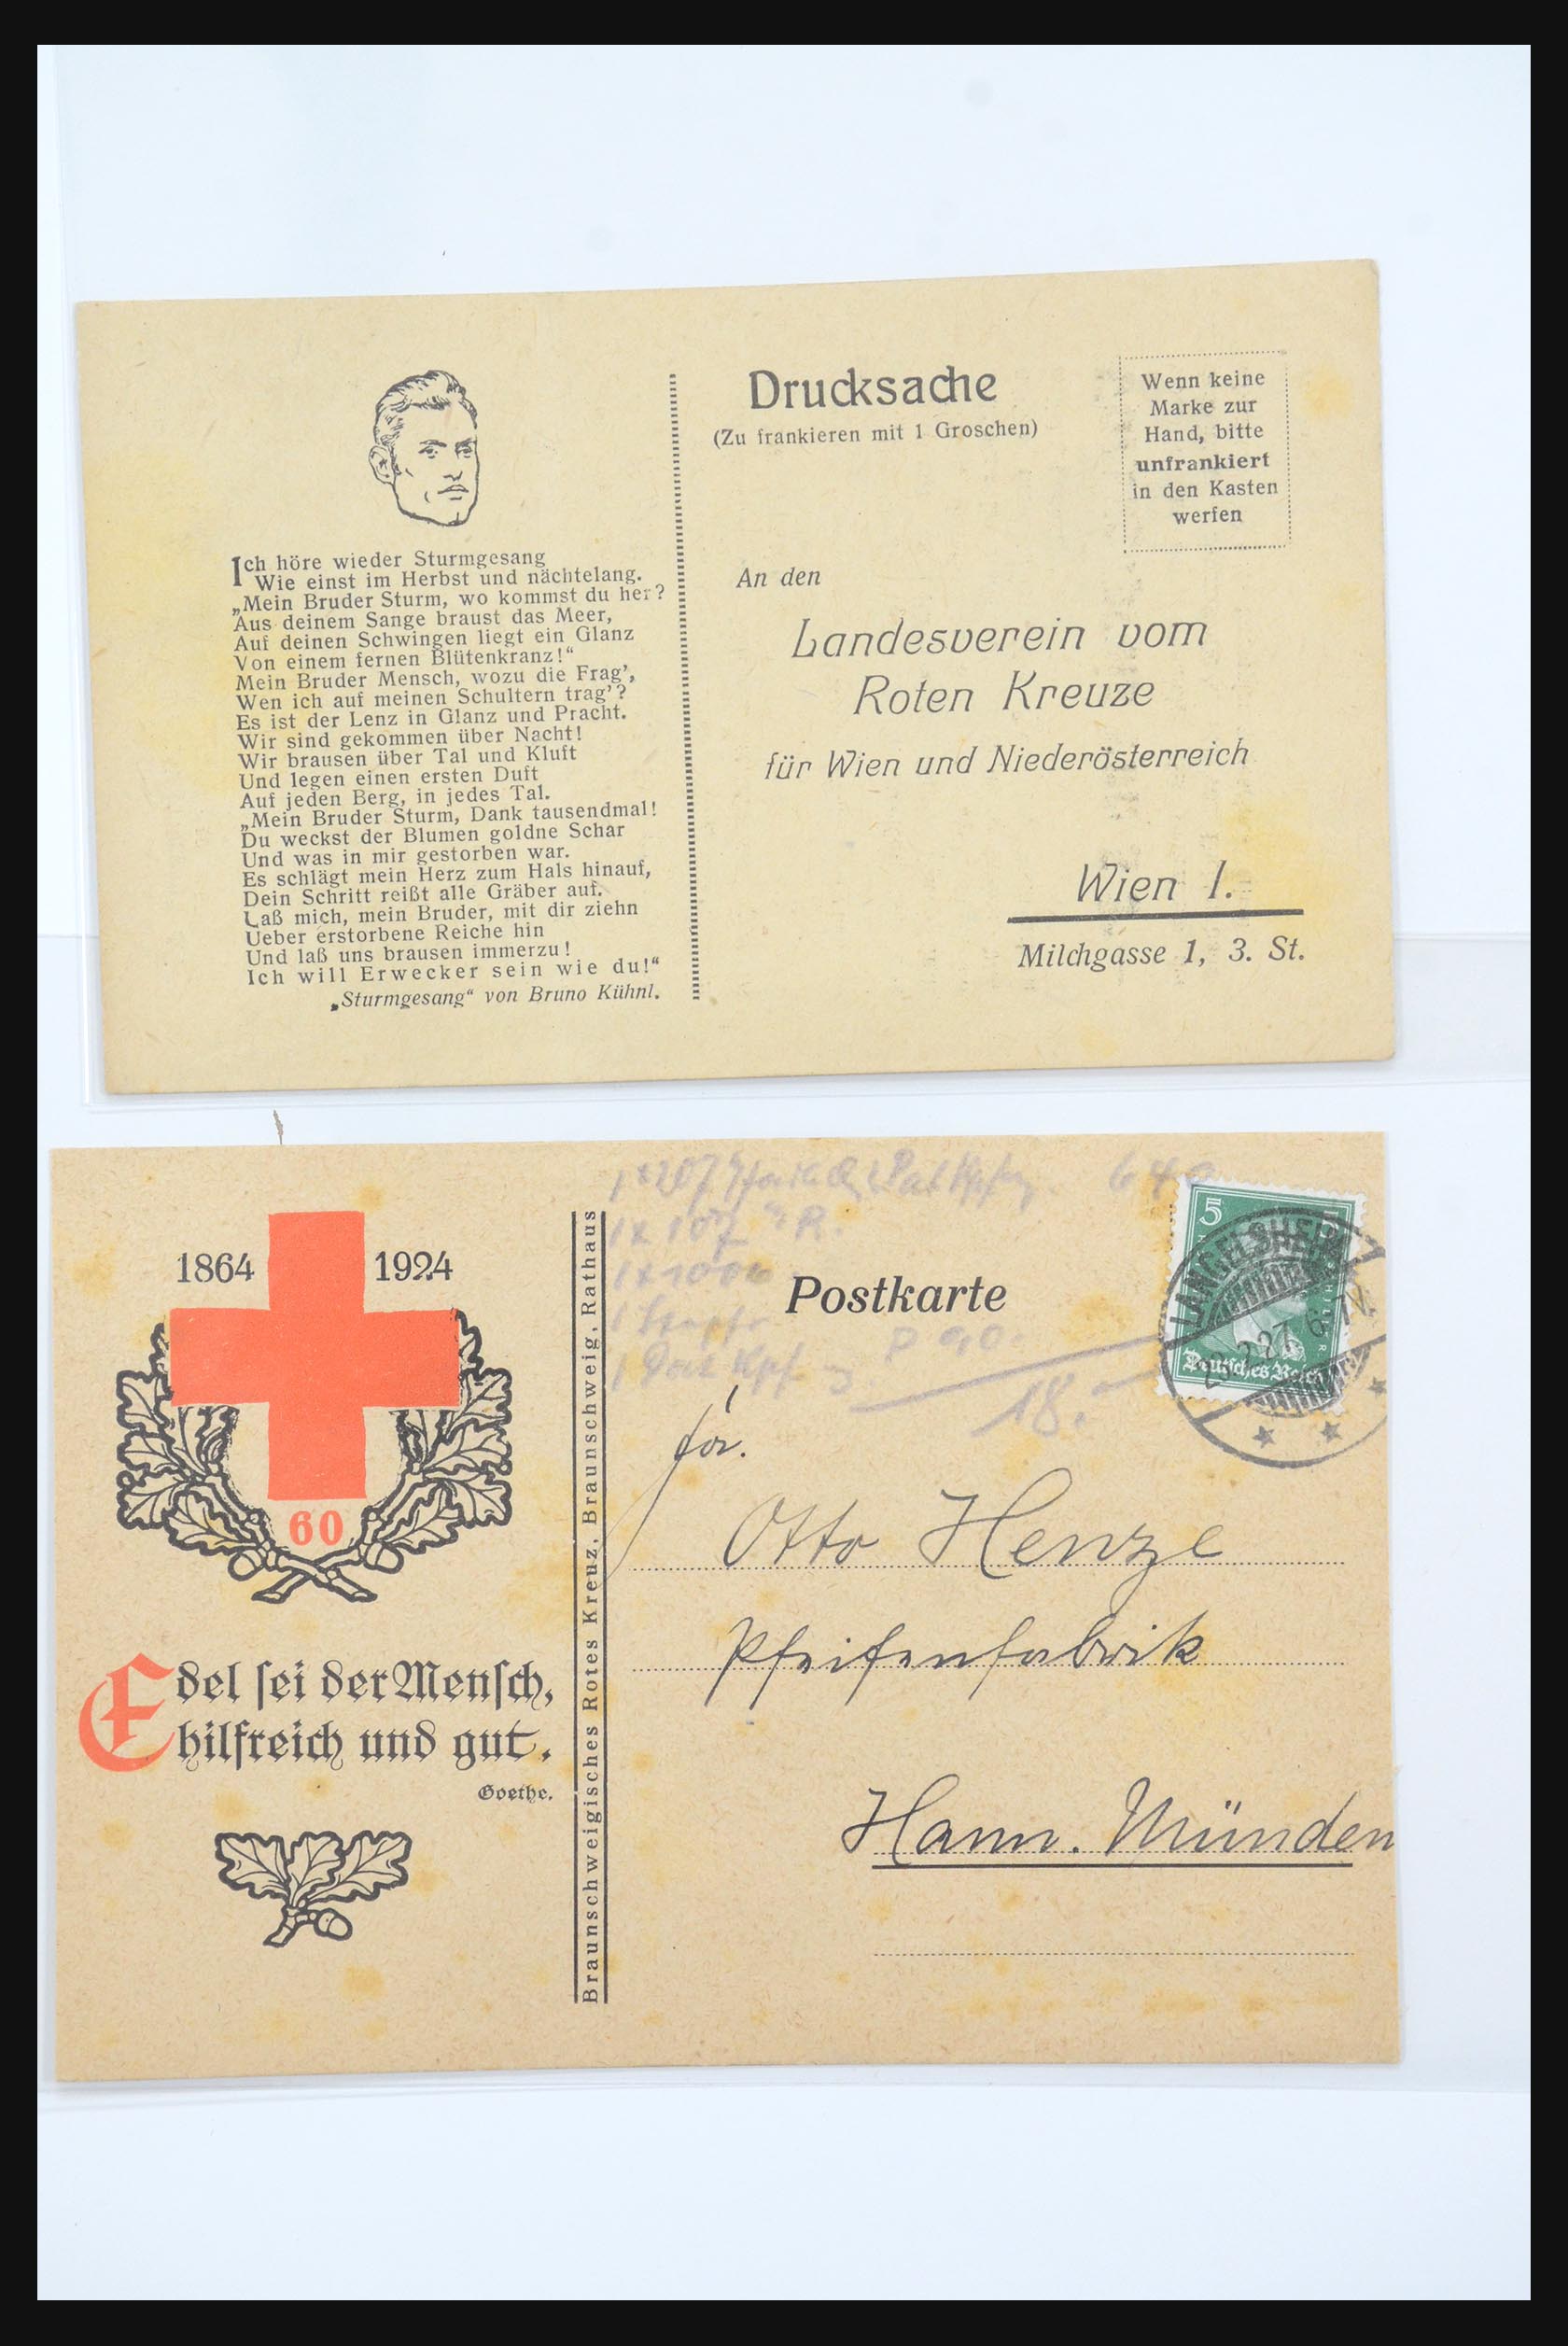 Ich höre wieder Sturmgesang
Wie einst im Herbst und nächtelang.
„Mein Bruder Sturm, wo kommst du her?
Aus deinem Sange braust das Meer,
Auf deinen Schwingen liegt ein Glanz
Von einem fernen Blütenkranz!“
Mein Bruder Mensch, wozu die Frag’,
Wen ich auf meinen Schultern trag’?
Es ist der Lenz in Glanz und Pracht.
Wir sind gekommen über Nacht!
Wir brausen über Tal und Kluft
Und legen einen ersten Duft
Auf jeden Berg, in jedes Tal.
„Mein Bruder Sturm, Dank tausendmal!
Du weckst der Blumen goldne Schar
Und was in mir gestorben war.
Es schlägt mein Herz zum Hals hinauf,
Dein Schritt reißt alle Gräber auf.
Laß mich, mein Bruder, mit dir ziehn
Ueber erstorbene Reiche hin
Und laß uns brausen immerzu!
Ich will Erwecker sein wie du!“
„Sturmgesang“ von Bruno Kühnl.
Drucksache
(Zu frankieren mit 1 Groschen)
Wenn keine
Marke zur
Hand, bitte
unfrankiert
in den Kasten
werfen
An den
Landesverein vom
Roten Kreuze
für Wien und Niederösterreich
Wien I.
Milchgasse 1, 3. St.
1864 1924
60
Edel sei der Mensch,
hilfreich und gut.
Goethe.
Braunschweigisches Rotes Kreuz, Braunschweig, Rathaus
Postkarte
18.-
5
Deutsches Reich
LANGELSHEIM
Otto Henze
Pfeifenfabrik
Hann. Münden